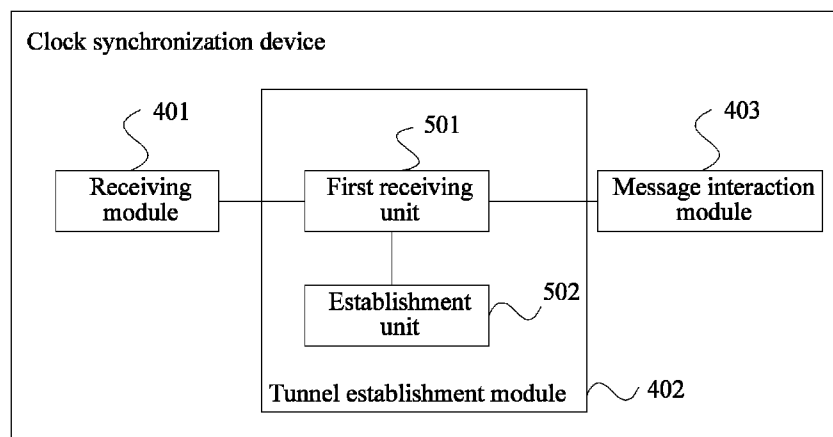 Clock synchronization device
401
501
403
Receiving
module
First receiving
unit
Message interaction
module
Establishment
unit
502
Tunnel establishment module
402